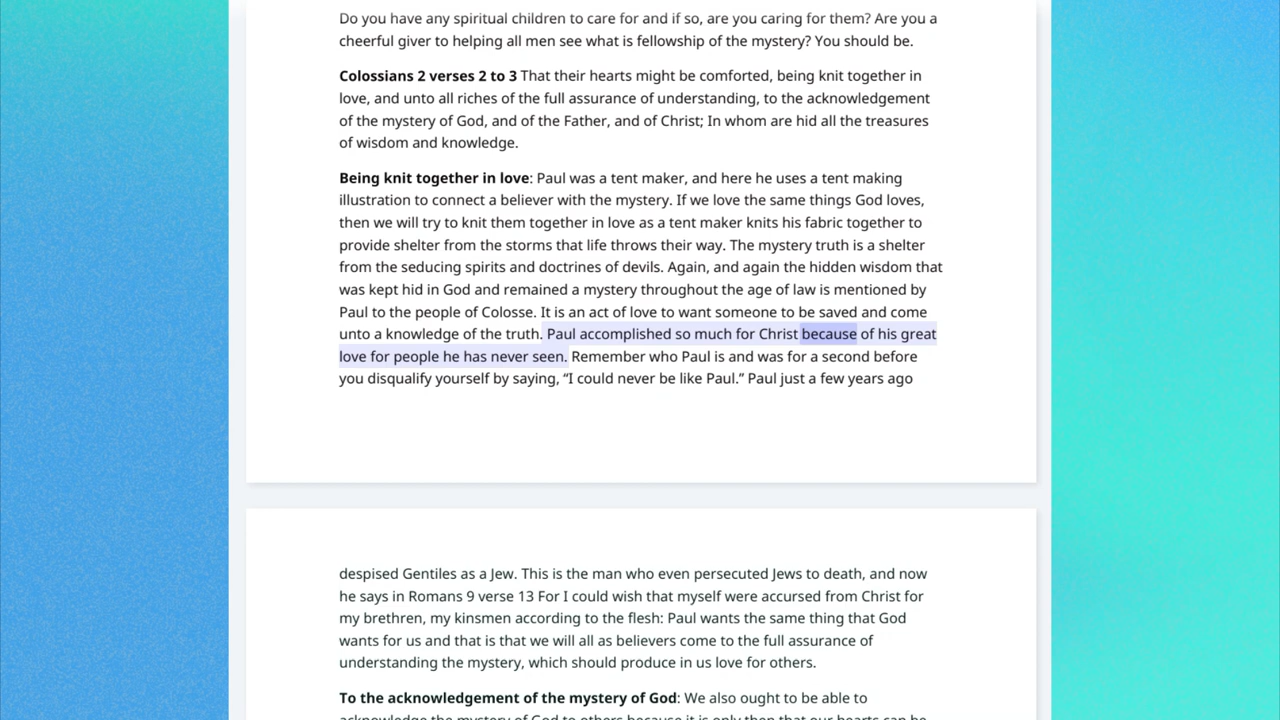 Do you have any spiritual children to care for and if so, are you caring for them? Are you a
cheerful giver to helping all men see what is fellowship of the mystery? You should be.
Colossians 2 verses 2 to 3 That their hearts might be comforted, being knit together in
love, and unto all riches of the full assurance of understanding, to the acknowledgement
of the mystery of God, and of the Father, and of Christ; In whom are hid all the treasures
of wisdom and knowledge.
Being knit together in love: Paul was a tent maker, and here he uses a tent making
illustration to connect a believer with the mystery. If we love the same things God loves,
then we will try to knit them together in love as a tent maker knits his fabric together to
provide shelter from the storms that life throws their way. The mystery truth is a shelter
from the seducing spirits and doctrines of devils. Again, and again the hidden wisdom that
was kept hid in God and remained a mystery throughout the age of law is mentioned by
Paul to the people of Colosse. It is an act of love to want someone to be saved and come
unto a knowledge of the truth. Paul accomplished so much for Christ because of his great
love for people he has never seen. Remember who Paul is and was for a second before
you disqualify yourself by saying, “I could never be like Paul.” Paul just a few years ago
despised Gentiles as a Jew. This is the man who even persecuted Jews to death, and now
he says in Romans 9 verse 13 For I could wish that myself were accursed from Christ for
my brethren, my kinsmen according to the flesh: Paul wants the same thing that God
wants for us and that is that we will all as believers come to the full assurance of
understanding the mystery, which should produce in us love for others.
To the acknowledgement of the mystery of God: We also ought to be able to
acknowledge the mystery of God to others because it is only then that our hearts can be